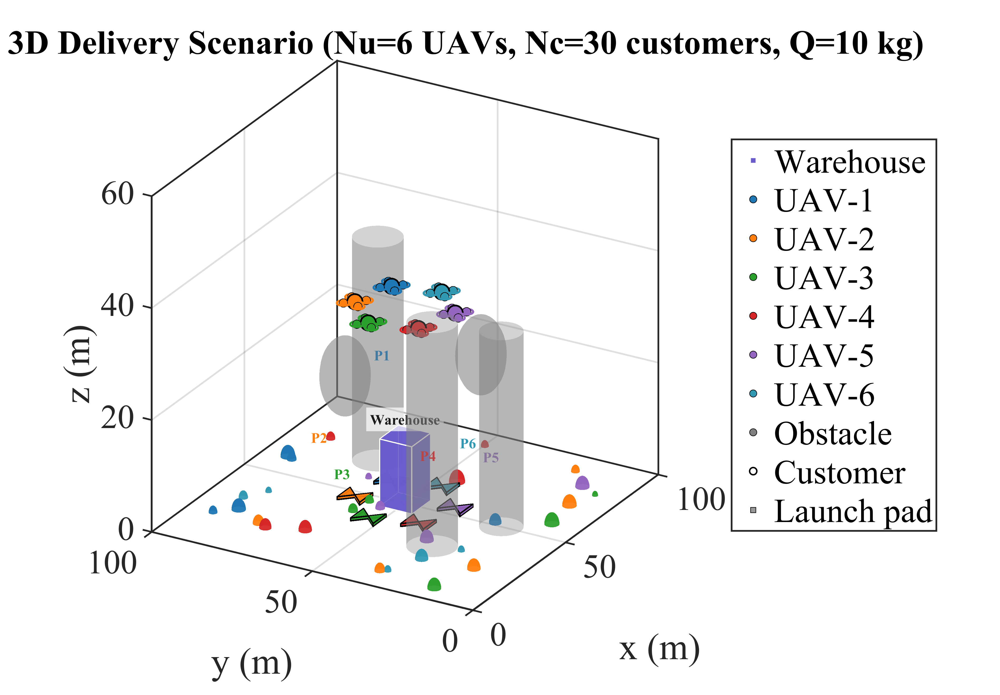 3D Delivery Scenario (Nu=6 UAVs, Nc=30 customers, Q=10 kg)
60
40
20
0
z (m)
100
50
0
y (m)
0
50
100
x (m)
P1
P2
P3
P4
P5
P6
Warehouse
Warehouse
UAV-1
UAV-2
UAV-3
UAV-4
UAV-5
UAV-6
Obstacle
Customer
Launch pad